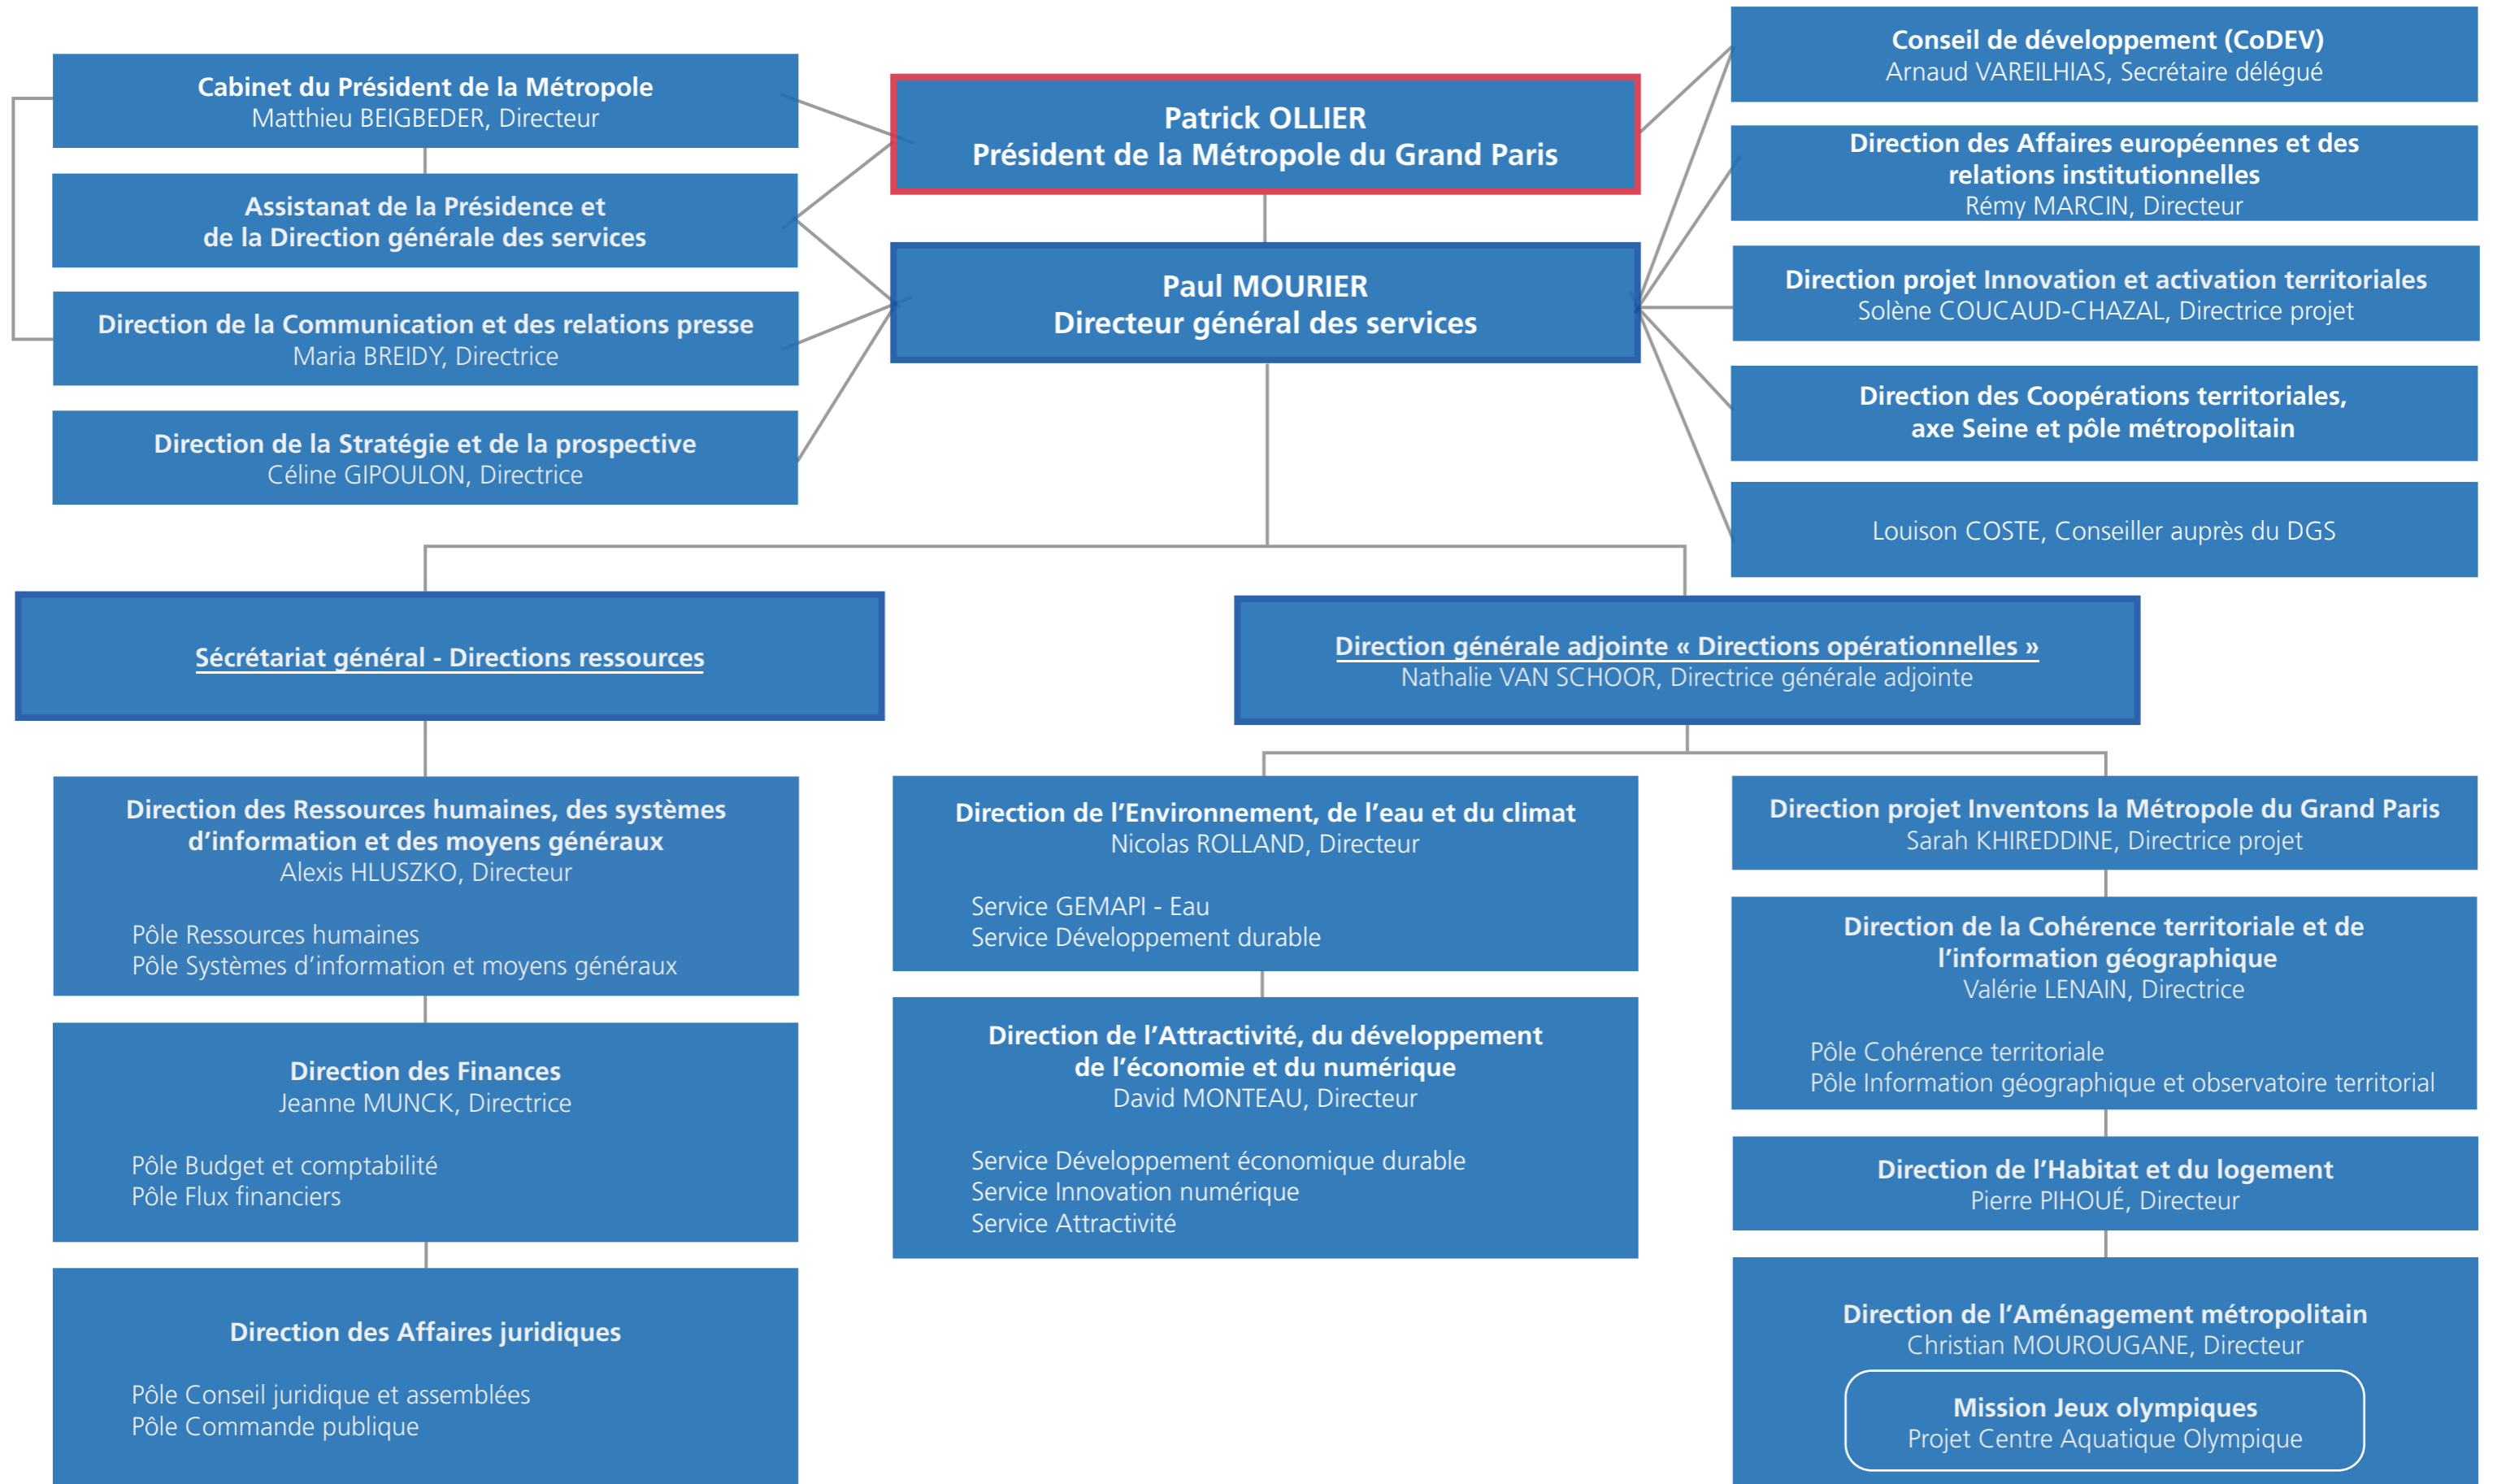 Cabinet du Président de la Métropole
Matthieu BEIGBEDER, Directeur
Assistanat de la Présidence et
de la Direction générale des services
Direction de la Communication et des relations presse
Maria BREIDY, Directrice
Direction de la Stratégie et de la prospective
Céline GIPOULON, Directrice
Patrick OLLIER
Président de la Métropole du Grand Paris
Paul MOURIER
Directeur général des services
Conseil de développement (CoDEV)
Arnaud VAREILHIAS, Secrétaire délégué
Direction des Affaires européennes et des
relations institutionnelles
Rémy MARCIN, Directeur
Direction projet Innovation et activation territoriales
Solène COUCAUD-CHAZAL, Directrice projet
Direction des Coopérations territoriales,
axe Seine et pôle métropolitain
Louison COSTE, Conseiller auprès du DGS
Sécrétariat général - Directions ressources
Direction générale adjointe « Directions opérationnelles »
Nathalie VAN SCHOOR, Directrice générale adjointe
Direction des Ressources humaines, des systèmes
d’information et des moyens généraux
Alexis HLUSZKO, Directeur
Pôle Ressources humaines
Pôle Systèmes d’information et moyens généraux
Direction des Finances
Jeanne MUNCK, Directrice
Pôle Budget et comptabilité
Pôle Flux financiers
Direction des Affaires juridiques
Pôle Conseil juridique et assemblées
Pôle Commande publique
Direction de l’Environnement, de l’eau et du climat
Nicolas ROLLAND, Directeur
Service GEMAPI - Eau
Service Développement durable
Direction de l’Attractivité, du développement
de l’économie et du numérique
David MONTEAU, Directeur
Service Développement économique durable
Service Innovation numérique
Service Attractivité
Direction projet Inventons la Métropole du Grand Paris
Sarah KHIREDDINE, Directrice projet
Direction de la Cohérence territoriale et de
l’information géographique
Valérie LENAIN, Directrice
Pôle Cohérence territoriale
Pôle Information géographique et observatoire territorial
Direction de l’Habitat et du logement
Pierre PIHOUÉ, Directeur
Direction de l’Aménagement métropolitain
Christian MOUROUGANE, Directeur
Mission Jeux olympiques
Projet Centre Aquatique Olympique